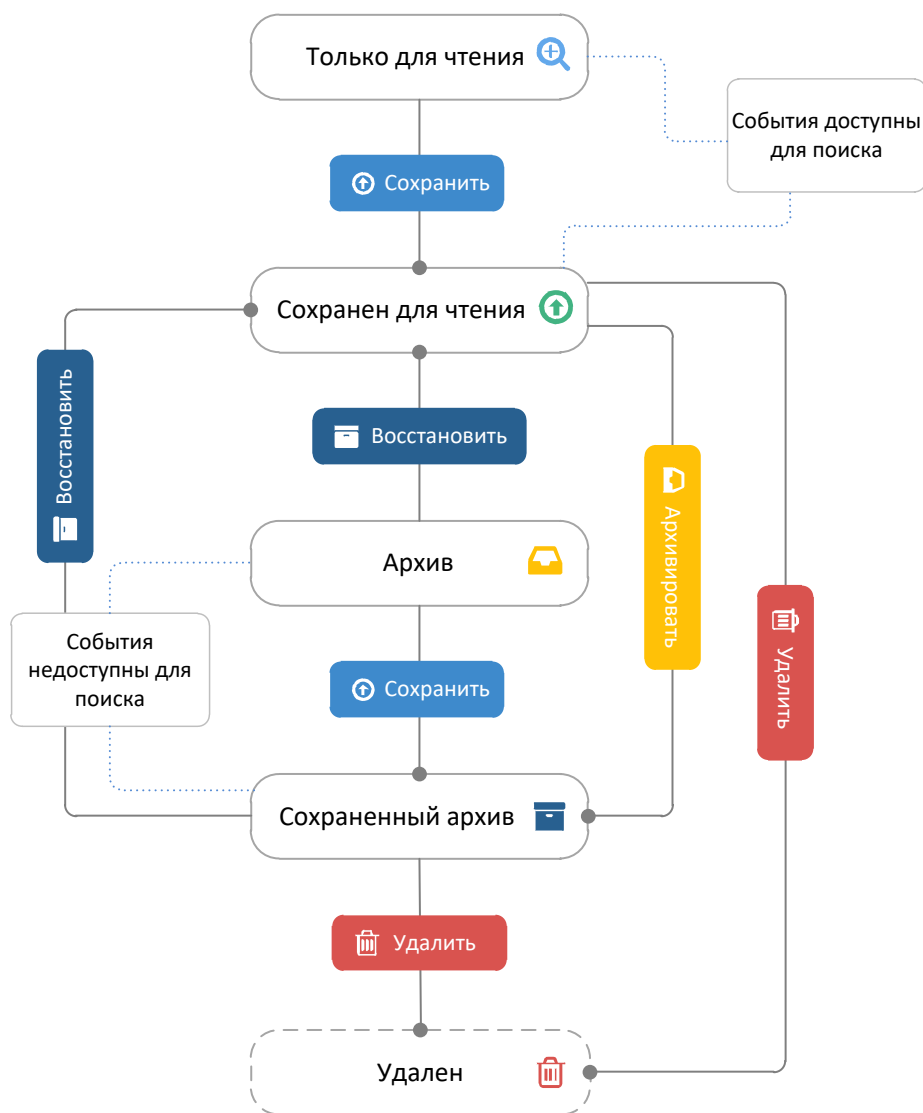 Только для чтения
События доступны
для поиска
Сохранить
Сохранен для чтения
Восстановить
Восстановить
Архивировать
Архив
Удалить
События
недоступны для
поиска
Сохранить
Сохраненный архив
Удалить
Удален